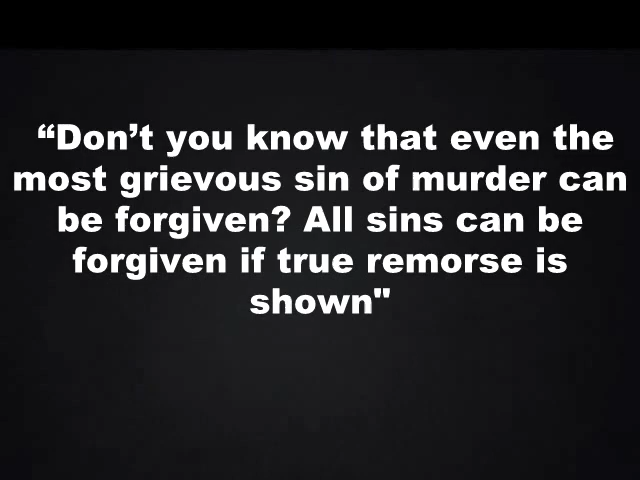 “Don’t you know that even the
most grievous sin of murder can
be forgiven? All sins can be
forgiven if true remorse is
shown"